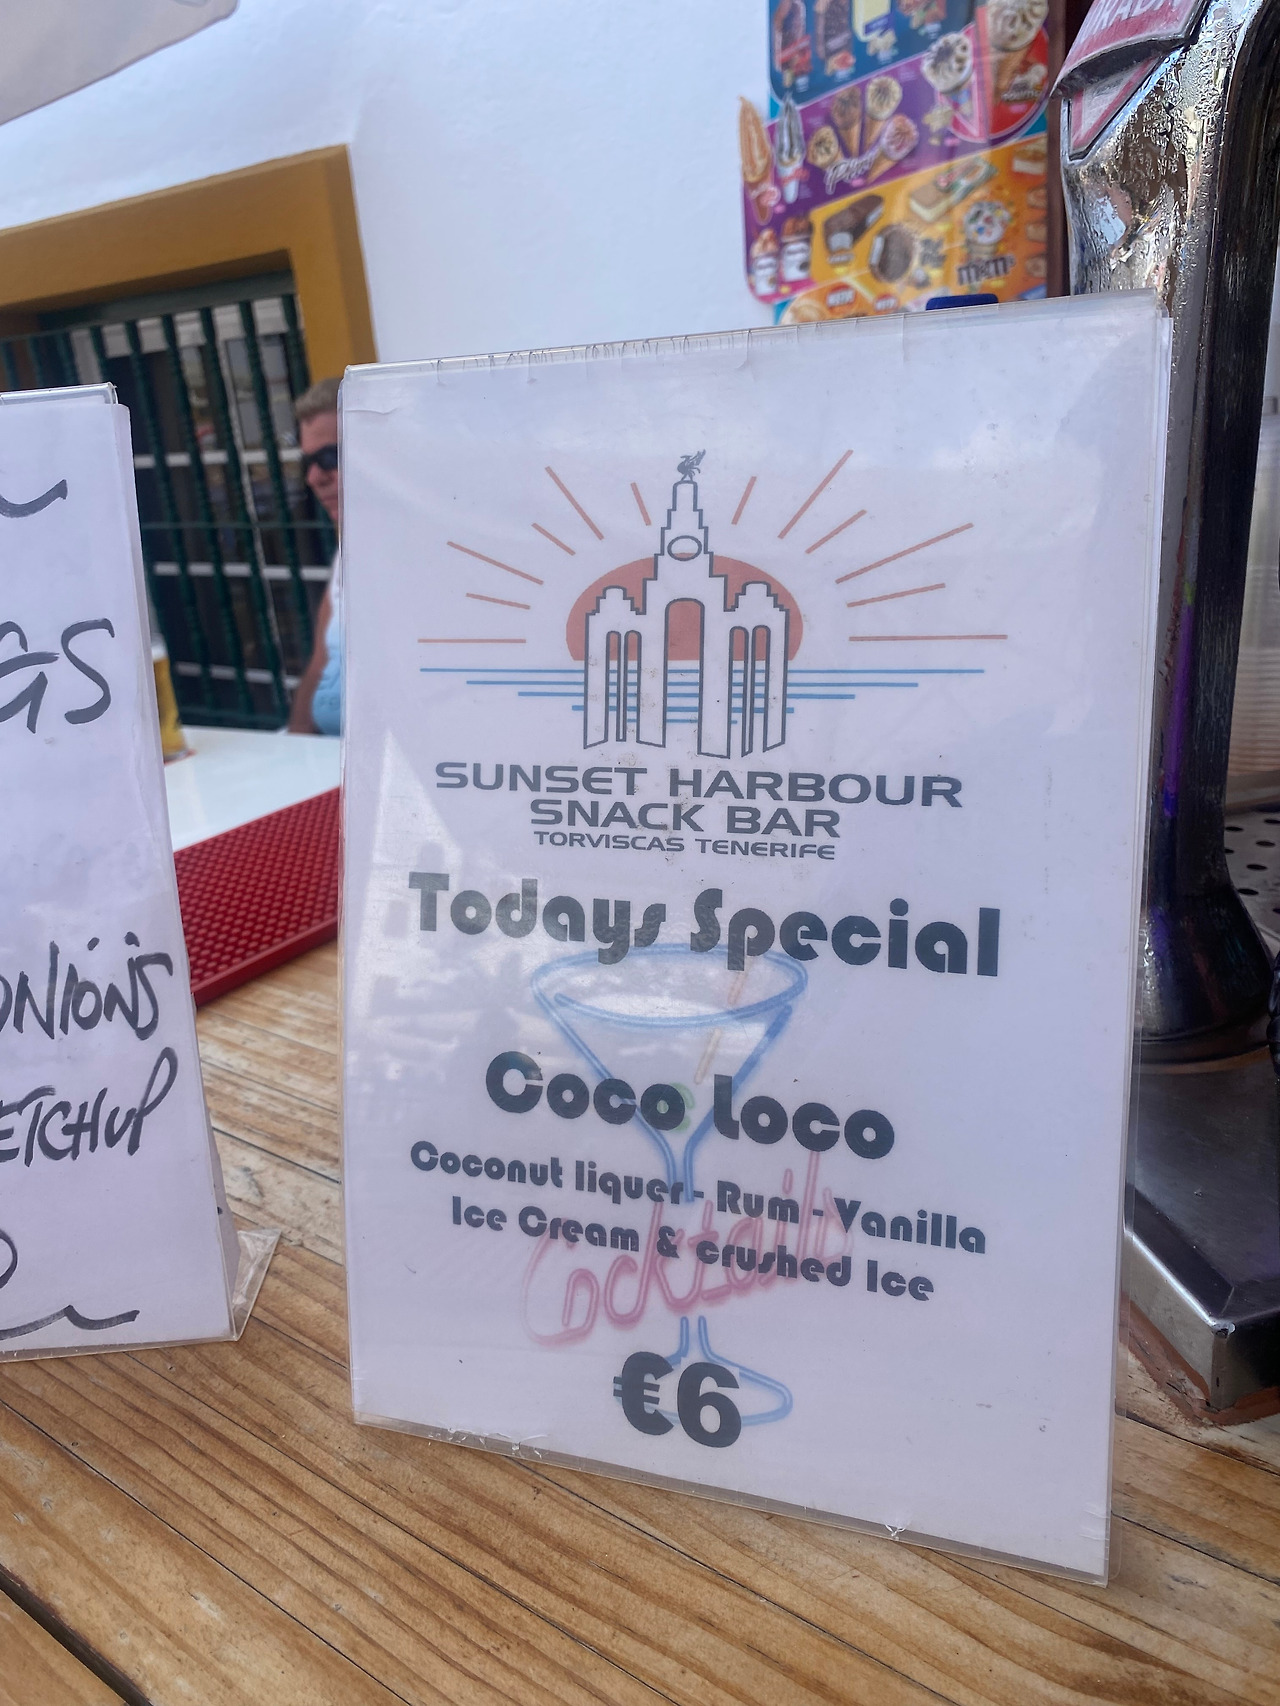 GS
ONiON'S
ETCHUP
m&m's
SUNSET HARBOUR
SNACK BAR
TORVISCAS TENERIFE
Todays Special
Coco Loco
Coconut liquer - Rum - Vanilla
Ice Cream & crushed Ice
Cocktails
€6